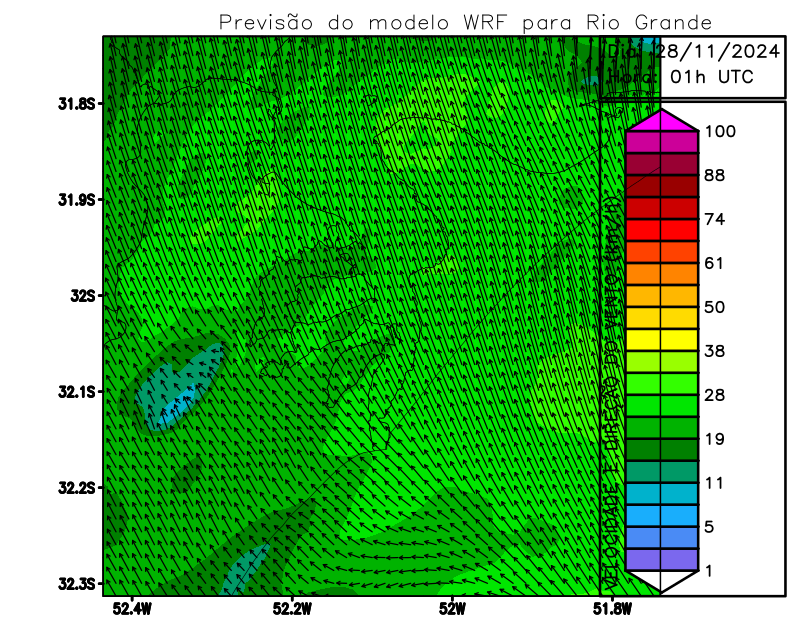 Previsão do modelo WRF para Rio Grande
Dia: 28/11/2024
Hora: 01h UTC
31.8S
31.9S
32S
32.1S
32.2S
32.3S
52.4W
52.2W
52W
51.8W
VELOCIDADE E DIREÇÃO DO VENTO (km/h)
100
88
74
61
50
38
28
19
11
5
1